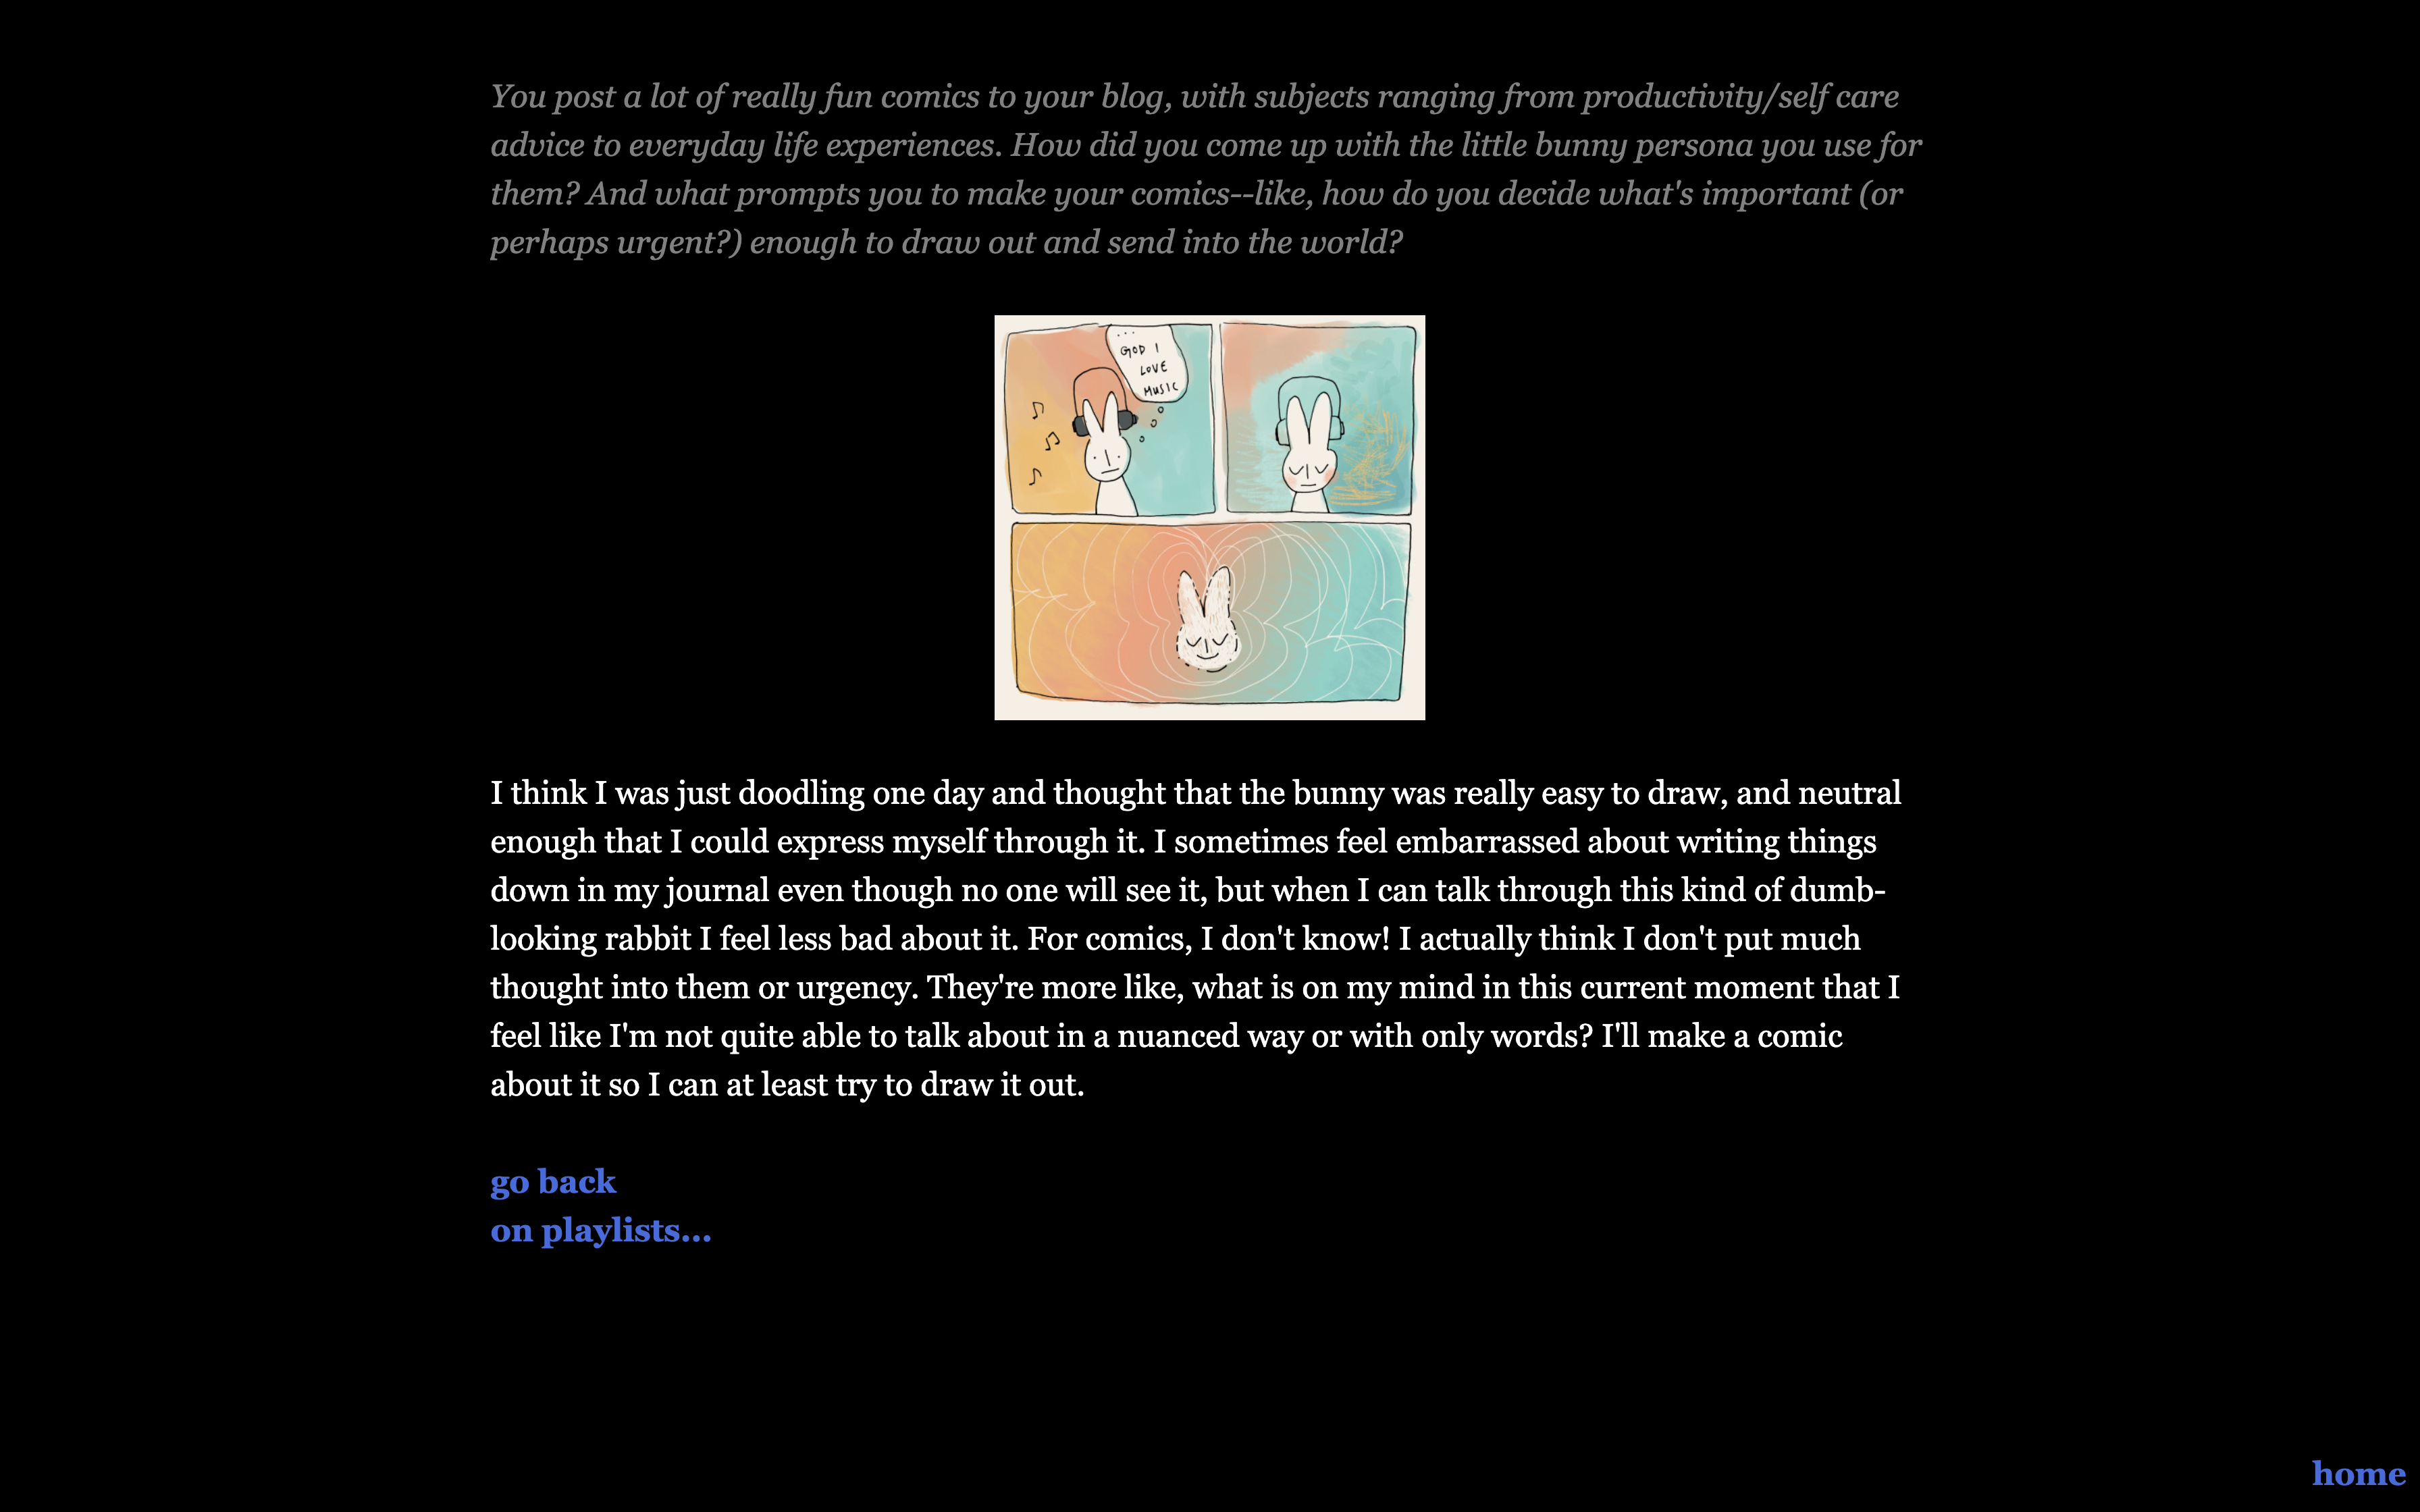 You post a lot of really fun comics to your blog, with subjects ranging from productivity/self care
advice to everyday life experiences. How did you come up with the little bunny persona you use for
them? And what prompts you to make your comics--like, how do you decide what's important (or
perhaps urgent?) enough to draw out and send into the world?
...
GOD I
LOVE
MUSIC
I think I was just doodling one day and thought that the bunny was really easy to draw, and neutral
enough that I could express myself through it. I sometimes feel embarrassed about writing things
down in my journal even though no one will see it, but when I can talk through this kind of dumb-
looking rabbit I feel less bad about it. For comics, I don't know! I actually think I don't put much
thought into them or urgency. They're more like, what is on my mind in this current moment that I
feel like I'm not quite able to talk about in a nuanced way or with only words? I'll make a comic
about it so I can at least try to draw it out.
go back
on playlists...
home